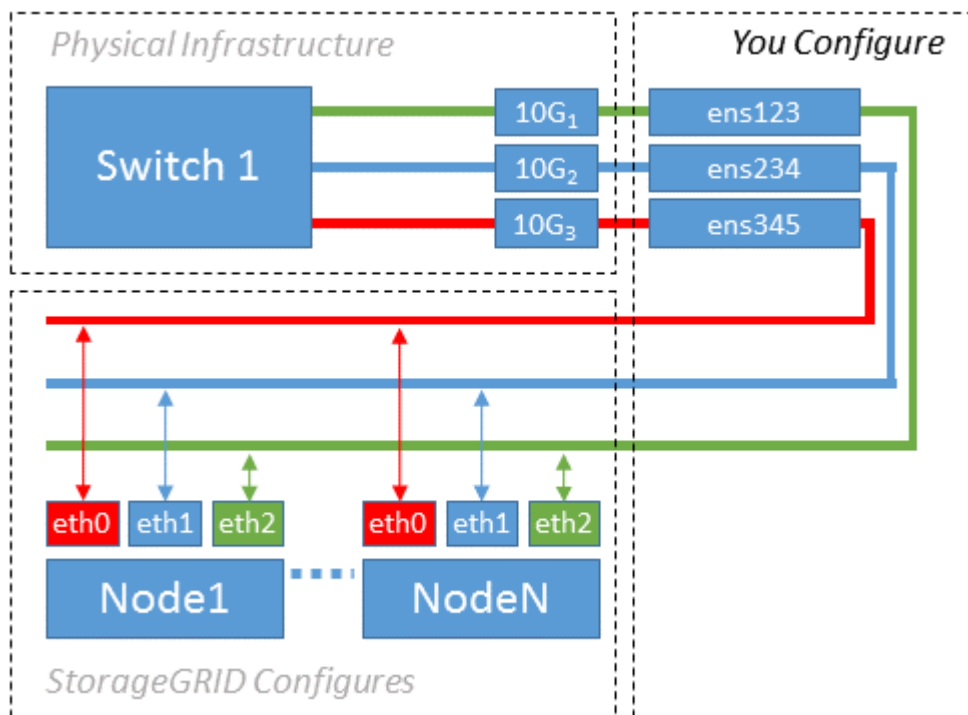 Physical Infrastructure
You Configure
Switch 1
10G₁
ens123
10G₂
ens234
10G₃
ens345
eth0
eth1
eth2
eth0
eth1
eth2
Node1
NodeN
StorageGRID Configures